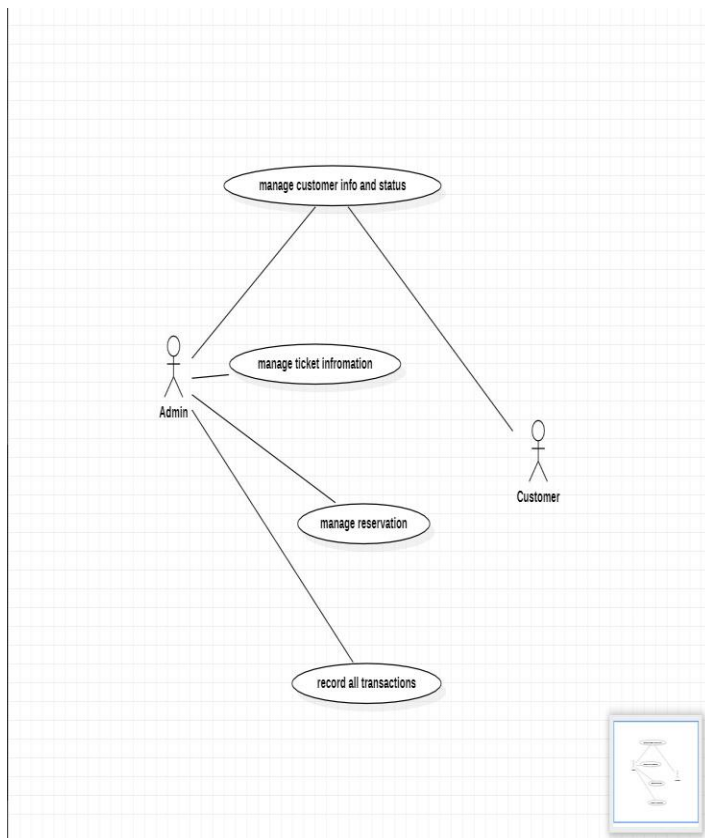 manage customer info and status
manage ticket infromation
Admin
Customer
manage reservation
record all transactions